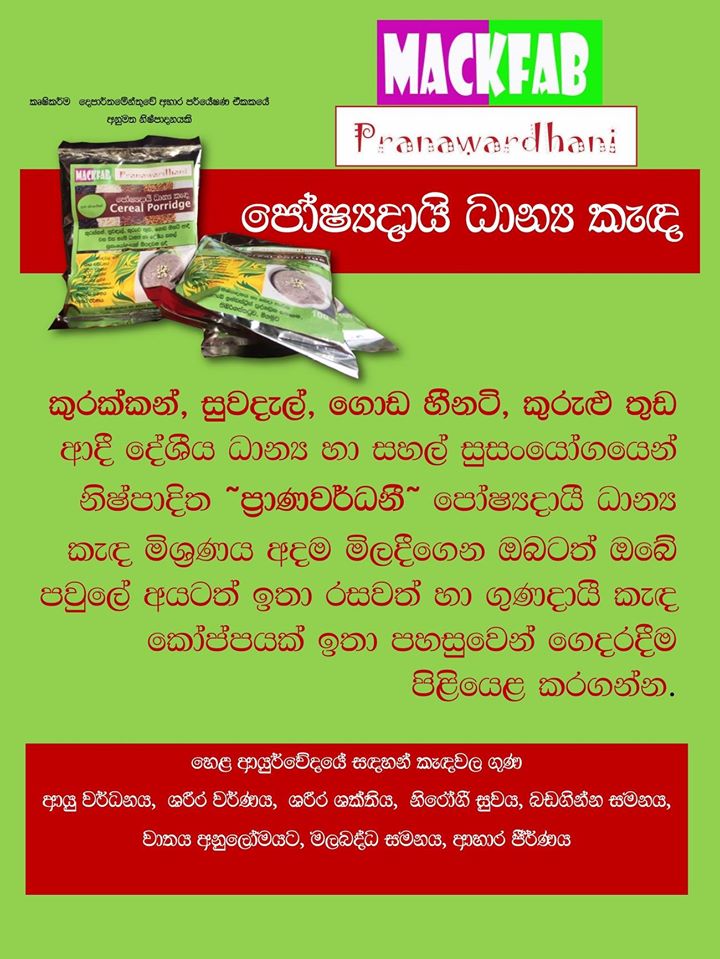 MACKFAB
Pranawardhani
කෘෂිකර්ම දෙපාර්තමේන්තුවේ අහාර පර්යේෂණ ඒකකයේ
අනුමත නිෂ්පාදනයකි
MACKFAB Pranawardhani
පෝෂ්‍යදායී ධාන්‍ය කැඳ
Cereal Porridge
පෝෂ්‍යදායි ධාන්‍ය කැඳ
කුරක්කන්, සුවදැල්, ගොඩ හීනටි, කුරුළු තුඩ
ආදී දේශීය ධාන්‍ය හා සහල් සුසංයෝගයෙන්
නිෂ්පාදිත ~ප්‍රාණවර්ධනී~ පෝෂ්‍යදායී ධාන්‍ය
කැඳ මිශ්‍රණය අදම මිලදීගෙන ඔබටත් ඔබේ
පවුලේ අයටත් ඉතා රසවත් හා ගුණදායී කැඳ
කෝප්පයක් ඉතා පහසුවෙන් ගෙදරදීම
පිළියෙළ කරගන්න.
හෙළ ආයුර්වේදයේ සඳහන් කැඳවල ගුණ
ආයු වර්ධනය, ශරීර වර්ණය, ශරීර ශක්තිය, නිරෝගී සුවය, බඩගින්න සමනය,
වාතය අනුලෝමයට, මලබද්ධ සමනය, ආහාර ජීර්ණය